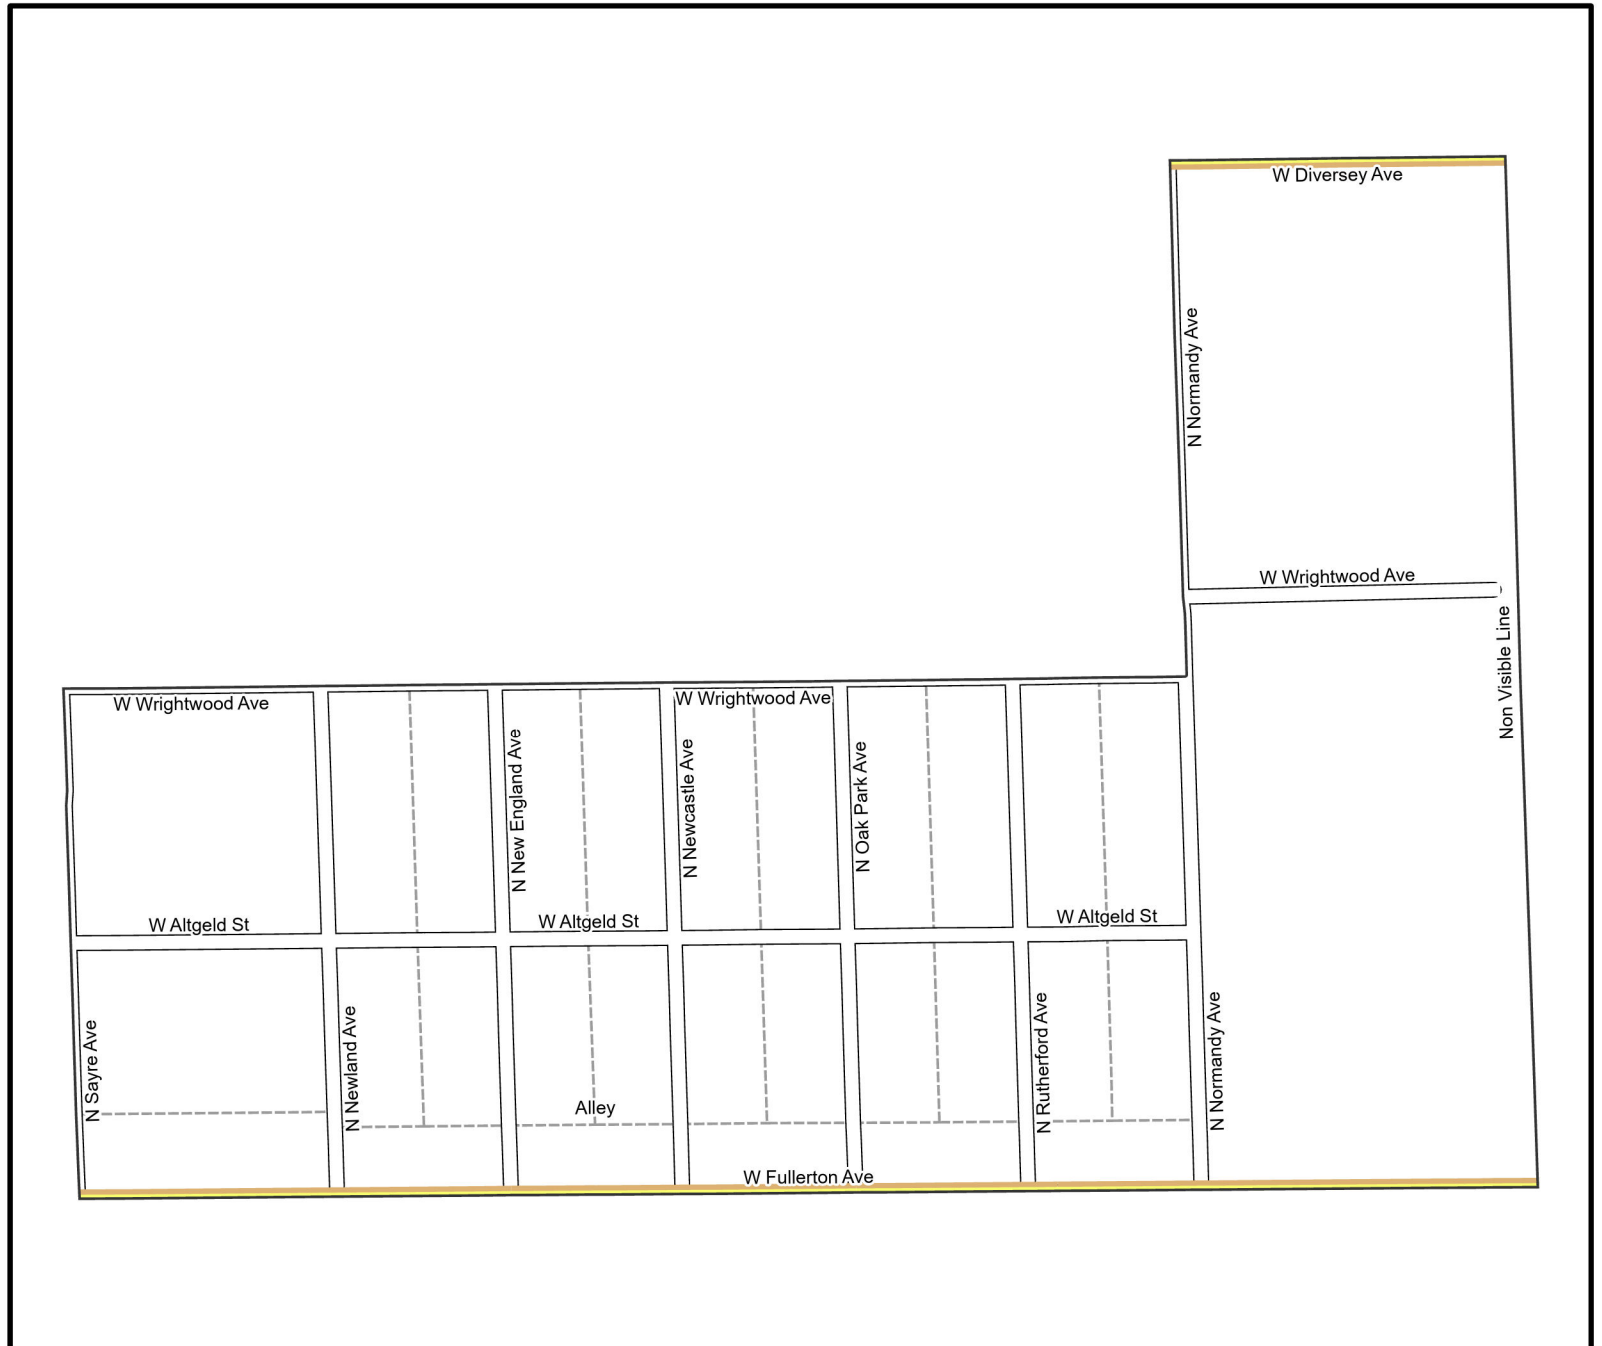 W Diversey Ave
N Normandy Ave
W Wrightwood Ave
Non Visible Line
W Wrightwood Ave
W Wrightwood Ave
N New England Ave
N Newcastle Ave
N Oak Park Ave
W Altgeld St
W Altgeld St
W Altgeld St
N Sayre Ave
N Newland Ave
N Rutherford Ave
N Normandy Ave
Alley
W Fullerton Ave